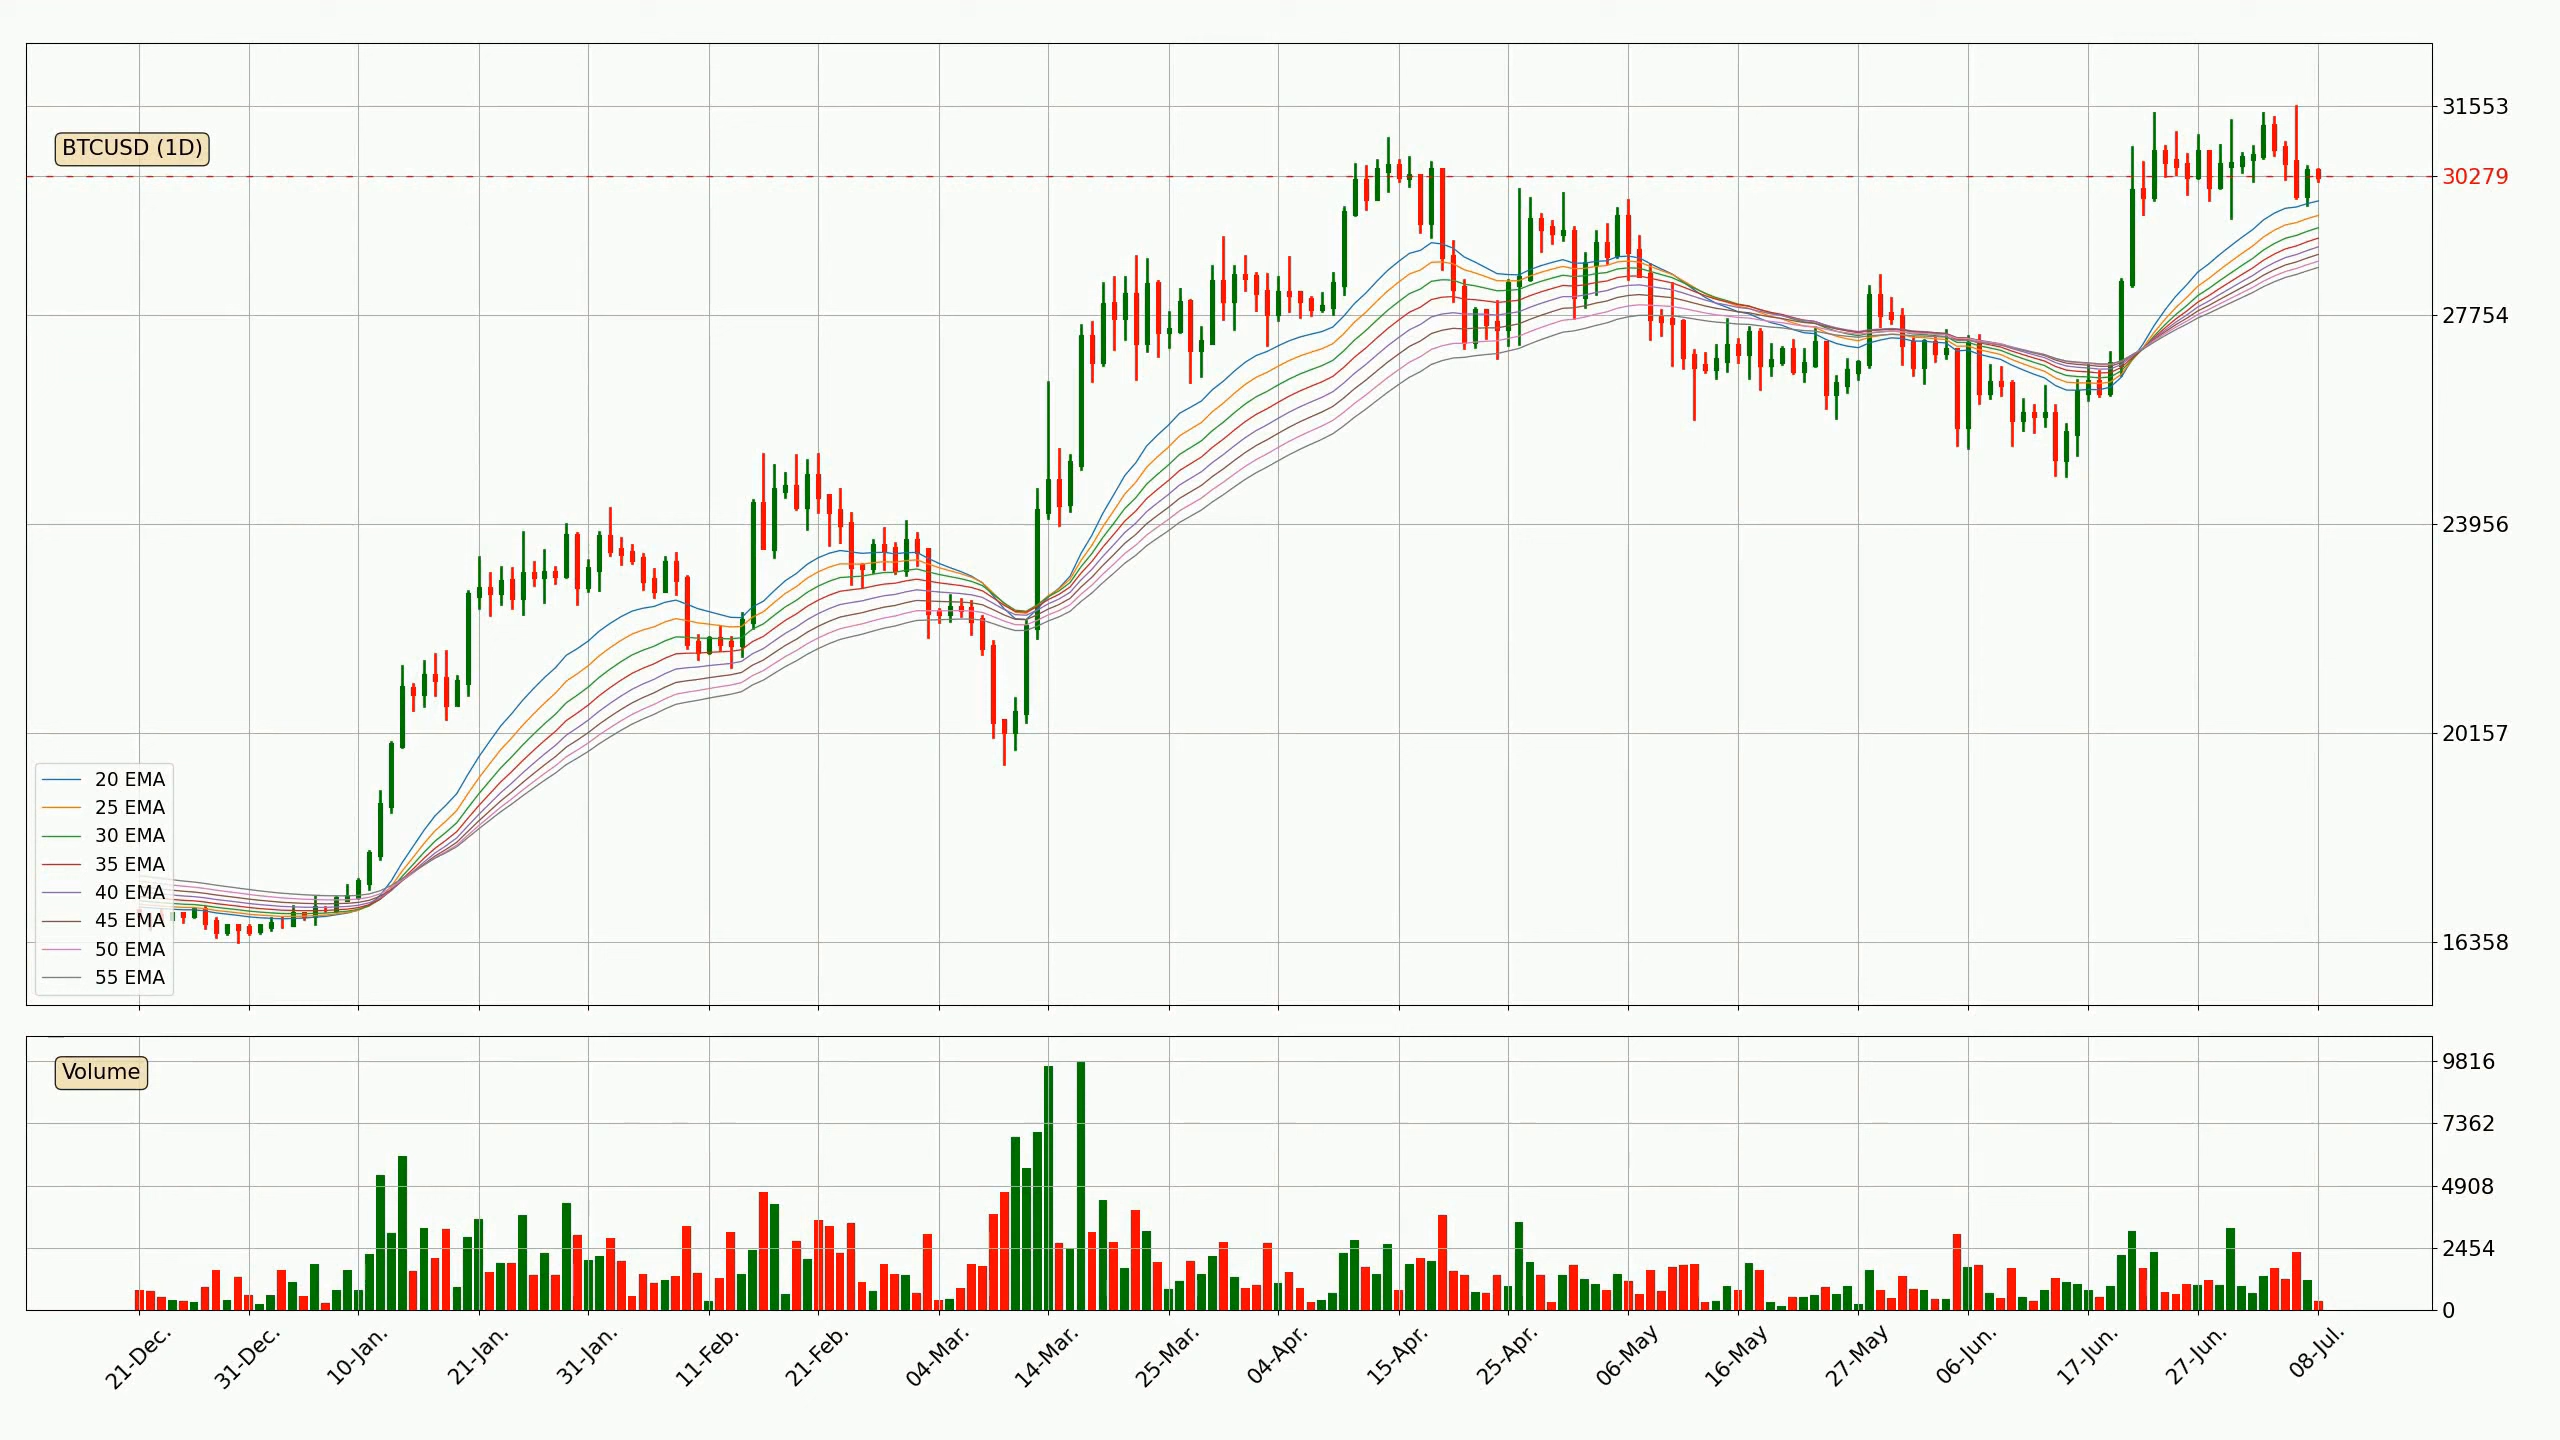 BTCUSD (1D)
31553
30279
27754
23956
20157
16358
20 EMA
25 EMA
30 EMA
35 EMA
40 EMA
45 EMA
50 EMA
55 EMA
Volume
9816
7362
4908
2454
0
21-Dec.
31-Dec.
10-Jan.
21-Jan.
31-Jan.
11-Feb.
21-Feb.
04-Mar.
14-Mar.
25-Mar.
04-Apr.
15-Apr.
25-Apr.
06-May
16-May
27-May
06-Jun.
17-Jun.
27-Jun.
08-Jul.